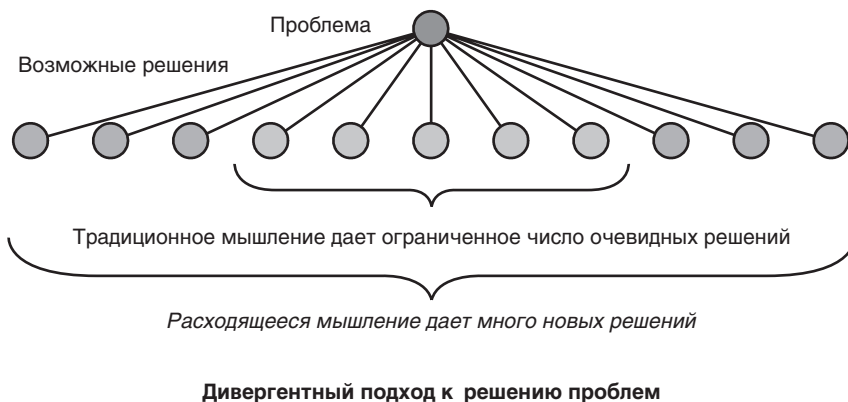 Проблема
Возможные решения
Традиционное мышление дает ограниченное число очевидных решений
Расходящееся мышление дает много новых решений
Дивергентный подход к решению проблем